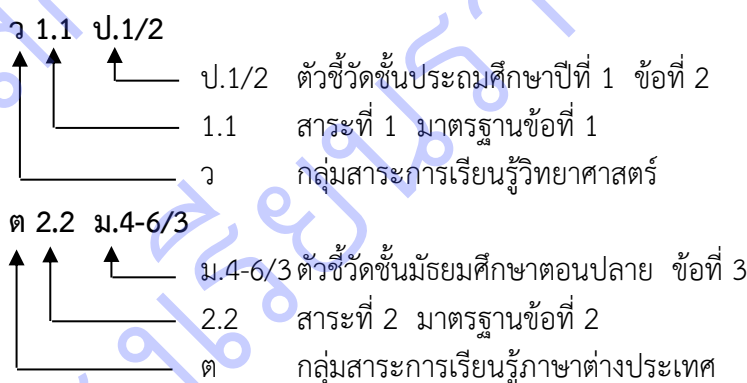 ว 1.1 ป.1/2
ป.1/2 ตัวชี้วัดชั้นประถมศึกษาปีที่ 1 ข้อที่ 2
1.1 สาระที่ 1 มาตรฐานข้อที่ 1
ว กลุ่มสาระการเรียนรู้วิทยาศาสตร์
ต 2.2 ม.4-6/3
ม.4-6/3 ตัวชี้วัดชั้นมัธยมศึกษาตอนปลาย ข้อที่ 3
2.2 สาระที่ 2 มาตรฐานข้อที่ 2
ต กลุ่มสาระการเรียนรู้ภาษาต่างประเทศ